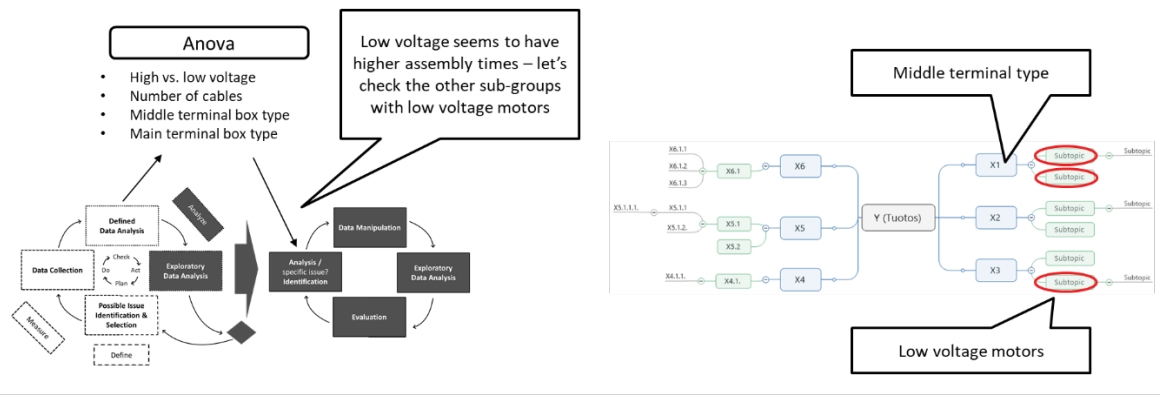 Anova
• High vs. low voltage
• Number of cables
• Middle terminal box type
• Main terminal box type
Low voltage seems to have
higher assembly times – let's
check the other sub-groups
with low voltage motors
Analyze
Defined
Data Analysis
Data Collection
Check
Do
Act
Plan
Exploratory
Data Analysis
Possible Issue
Identification &
Selection
Measure
Define
Data Manipulation
Analysis /
specific issue?
Identification
Exploratory
Data Analysis
Evaluation
Middle terminal type
X6.1.1
X6.1.2
X6.1.3
X6.1
X6
X5.1.1.1.
X5.1.1
X5.1.2.
X5.1
X5.2
X5
X4.1.1.
X4.1.
X4
Y (Tuotos)
X1
Subtopic
Subtopic
Subtopic
X2
Subtopic
Subtopic
Subtopic
X3
Subtopic
Subtopic
Subtopic
Low voltage motors